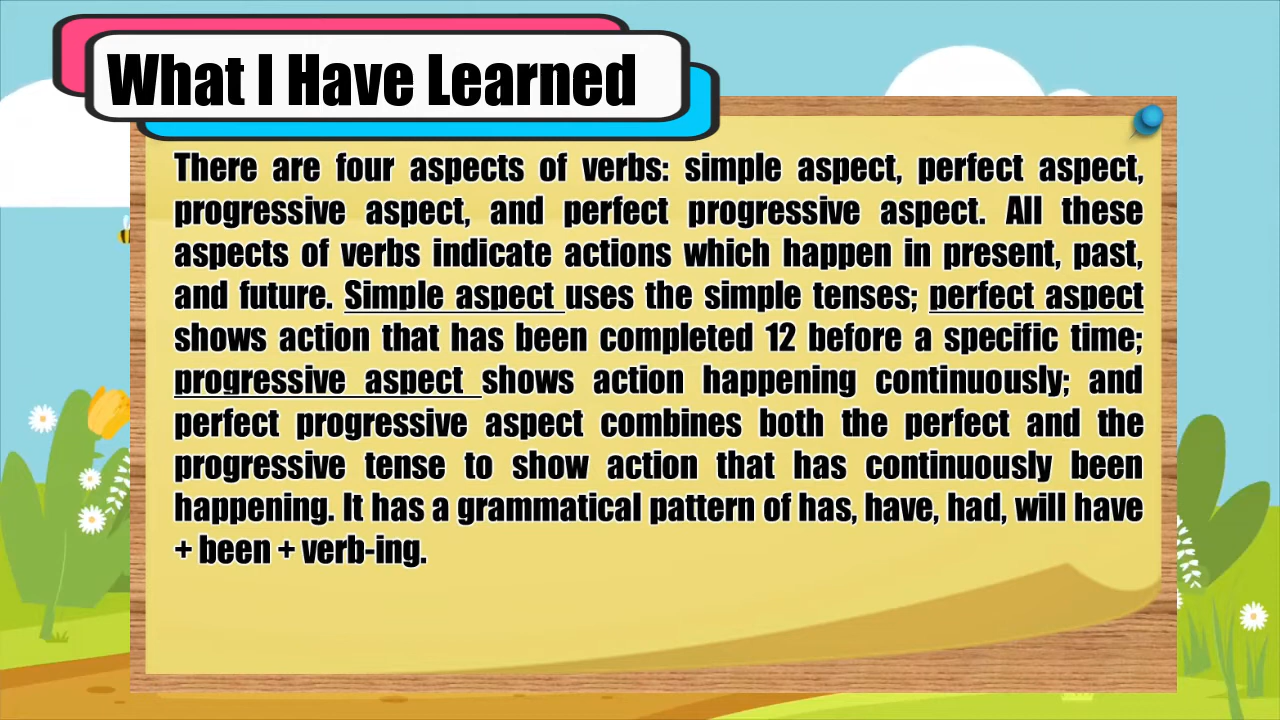 What I Have Learned
There are four aspects of verbs: simple aspect, perfect aspect,
progressive aspect, and perfect progressive aspect. All these
aspects of verbs indicate actions which happen in present, past,
and future. Simple aspect uses the simple tenses; perfect aspect
shows action that has been completed 12 before a specific time;
progressive aspect shows action happening continuously; and
perfect progressive aspect combines both the perfect and the
progressive tense to show action that has continuously been
happening. It has a grammatical pattern of has, have, had, will have
+ been + verb-ing.